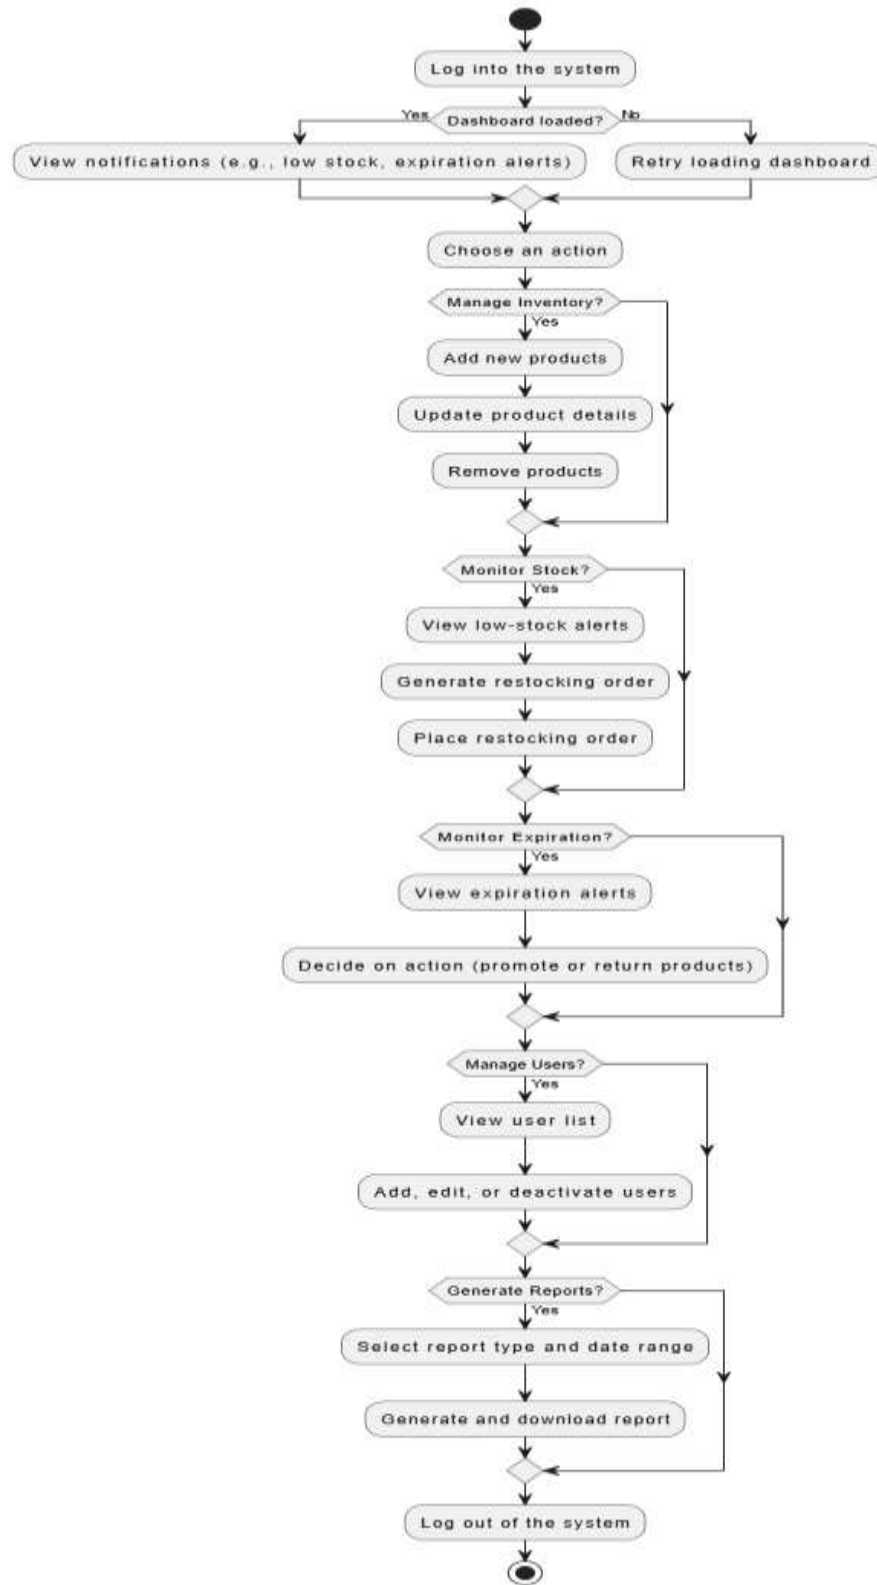 Log into the system
Yes
Dashboard loaded?
No
View notifications (e.g., low stock, expiration alerts)
Retry loading dashboard
Choose an action
Manage Inventory?
Yes
Add new products
Update product details
Remove products
Monitor Stock?
Yes
View low-stock alerts
Generate restocking order
Place restocking order
Monitor Expiration?
Yes
View expiration alerts
Decide on action (promote or return products)
Manage Users?
Yes
View user list
Add, edit, or deactivate users
Generate Reports?
Yes
Select report type and date range
Generate and download report
Log out of the system